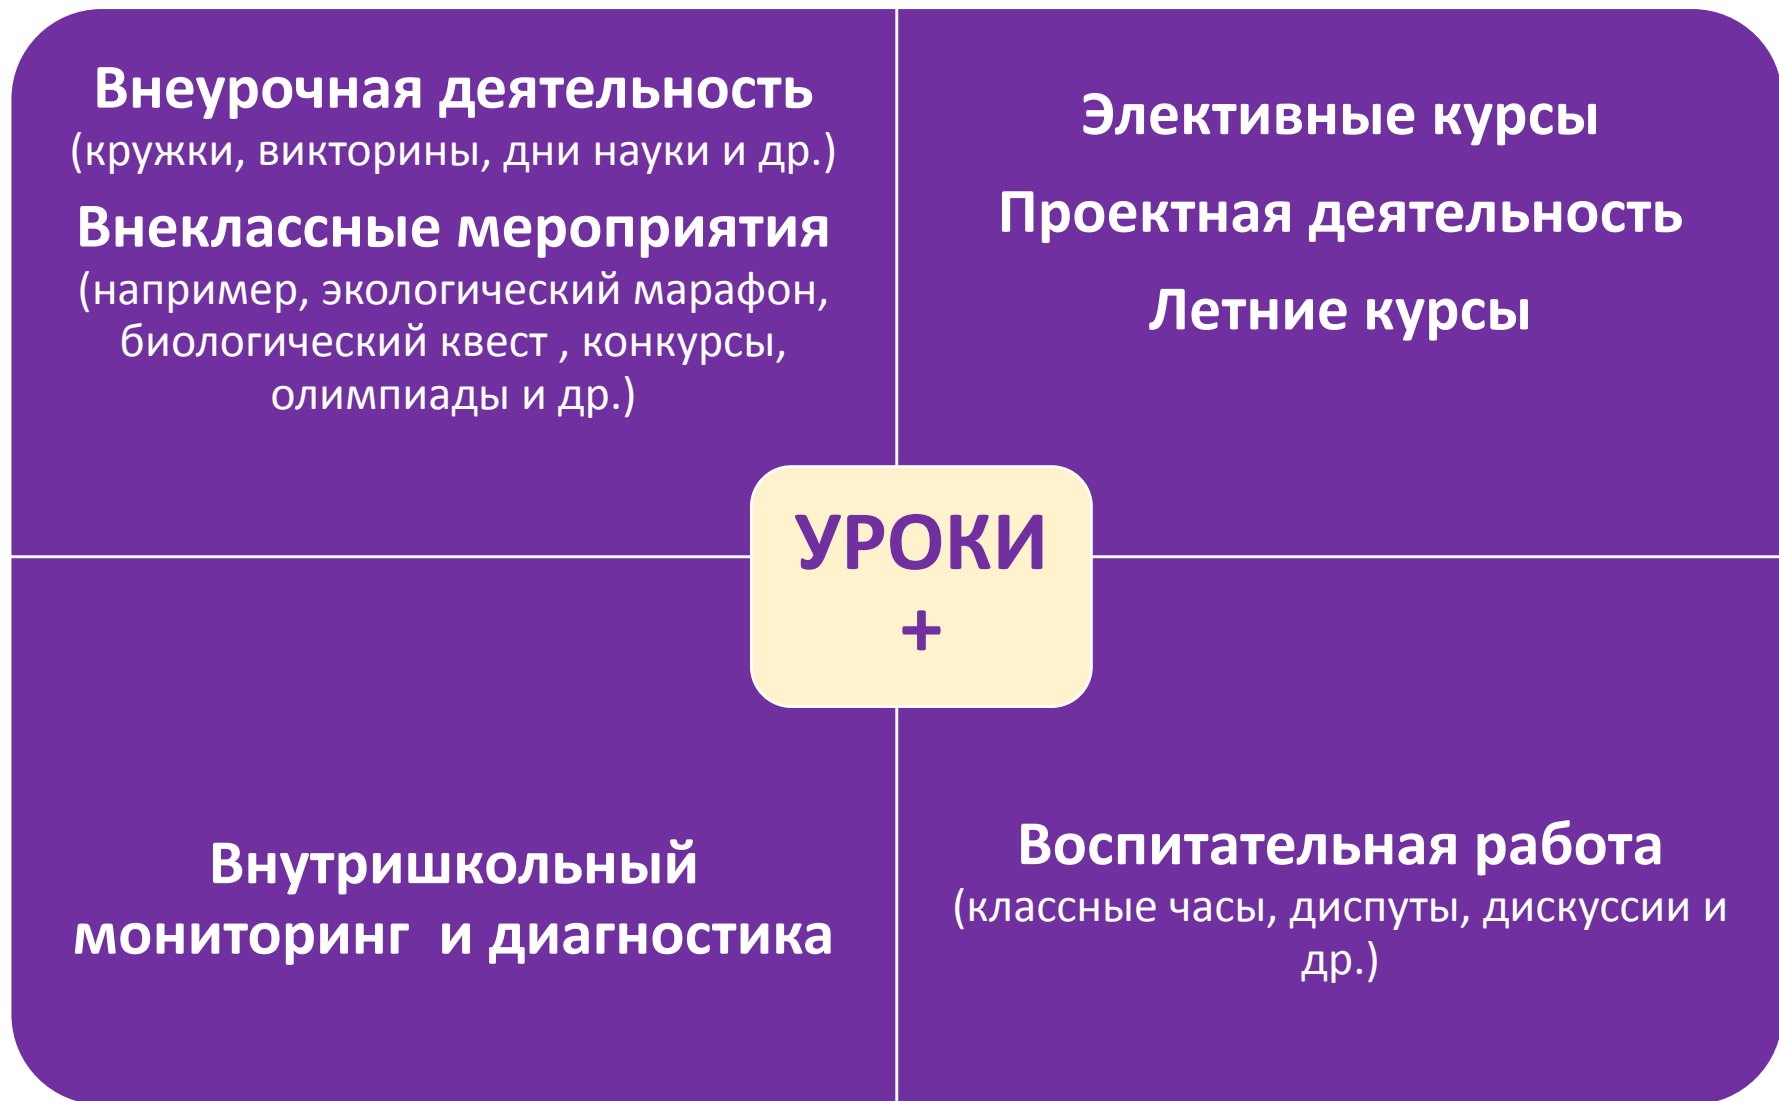 Внеурочная деятельность
(кружки, викторины, дни науки и др.)
Внеклассные мероприятия
(например, экологический марафон,
биологический квест , конкурсы,
олимпиады и др.)
Элективные курсы
Проектная деятельность
Летние курсы
УРОКИ
+
Внутришкольный
мониторинг  и диагностика
Воспитательная работа
(классные часы, диспуты, дискуссии и
др.)